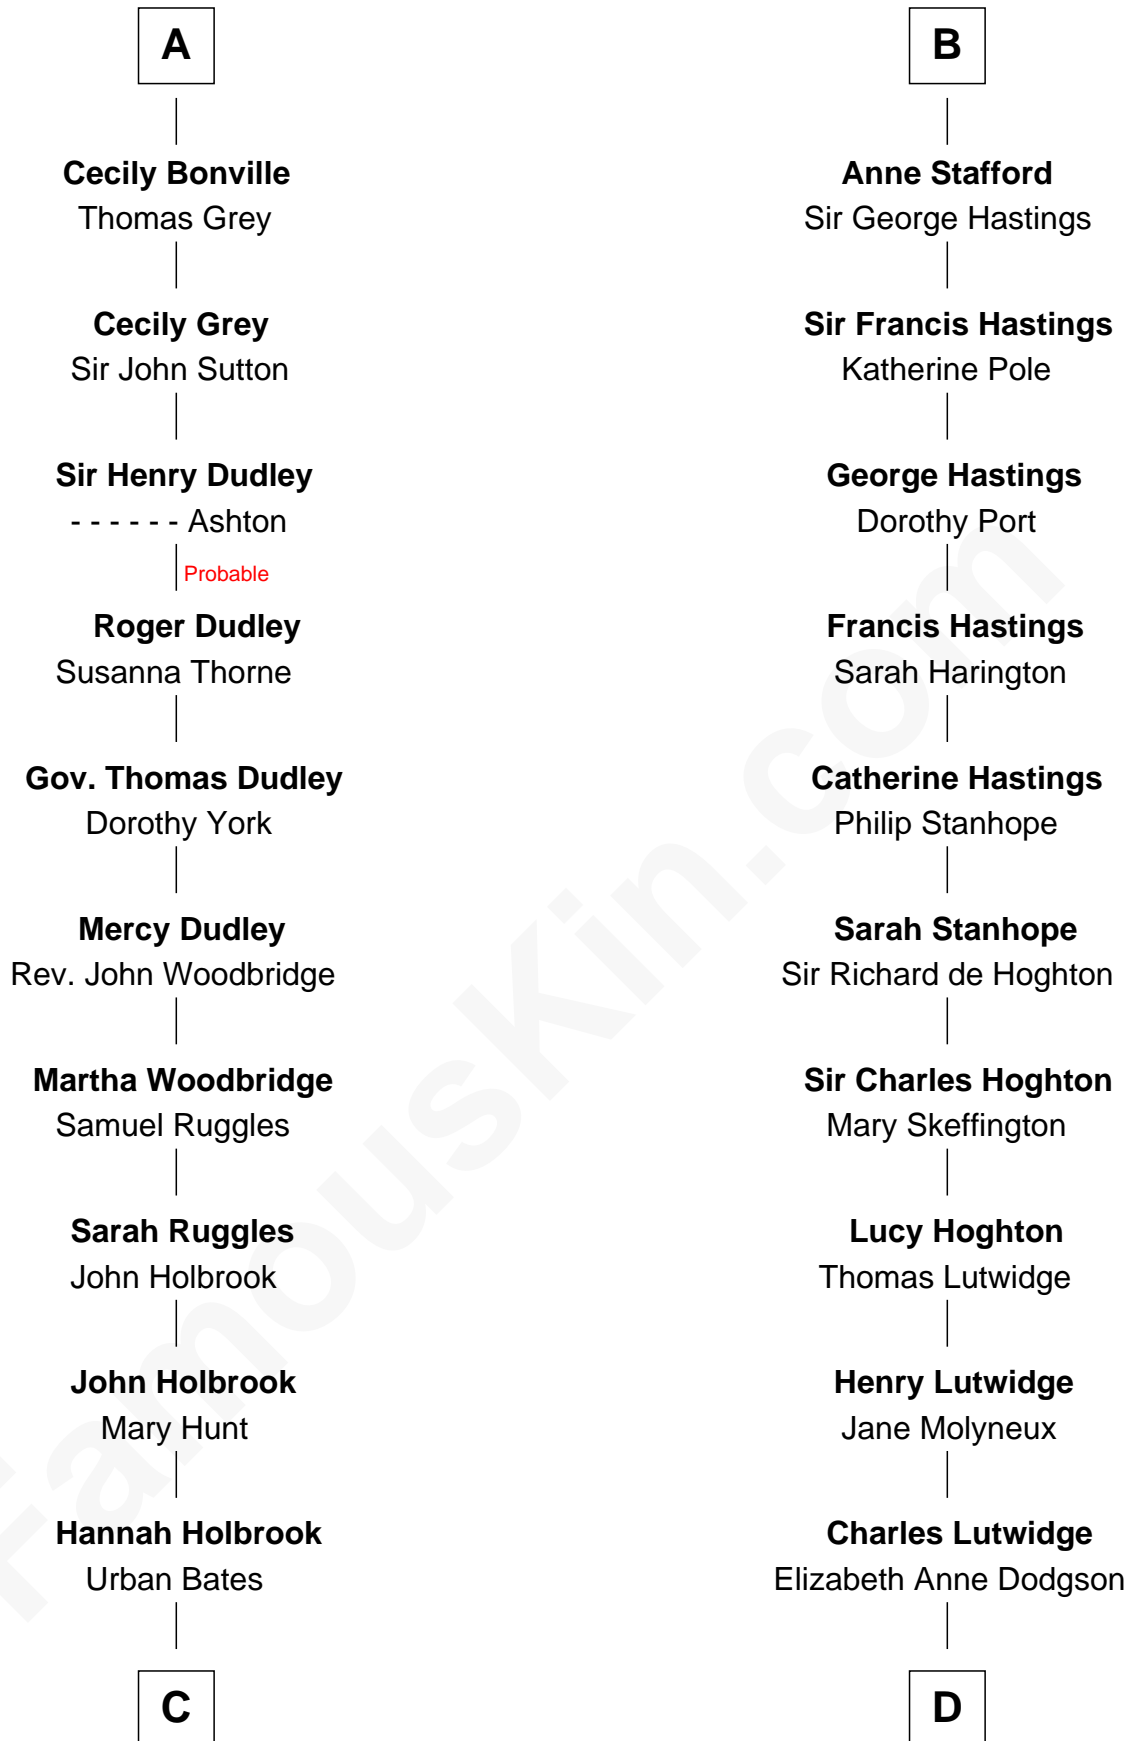 A
Cecily Bonville
Thomas Grey
Cecily Grey
Sir John Sutton
Sir Henry Dudley
- - - - - - Ashton
Probable
Roger Dudley
Susanna Thorne
Gov. Thomas Dudley
Dorothy York
Mercy Dudley
Rev. John Woodbridge
Martha Woodbridge
Samuel Ruggles
Sarah Ruggles
John Holbrook
John Holbrook
Mary Hunt
Hannah Holbrook
Urban Bates
C
B
Anne Stafford
Sir George Hastings
Sir Francis Hastings
Katherine Pole
George Hastings
Dorothy Port
Francis Hastings
Sarah Harington
Catherine Hastings
Philip Stanhope
Sarah Stanhope
Sir Richard de Hoghton
Sir Charles Hoghton
Mary Skeffington
Lucy Hoghton
Thomas Lutwidge
Henry Lutwidge
Jane Molyneux
Charles Lutwidge
Elizabeth Anne Dodgson
D
FamousKin.com